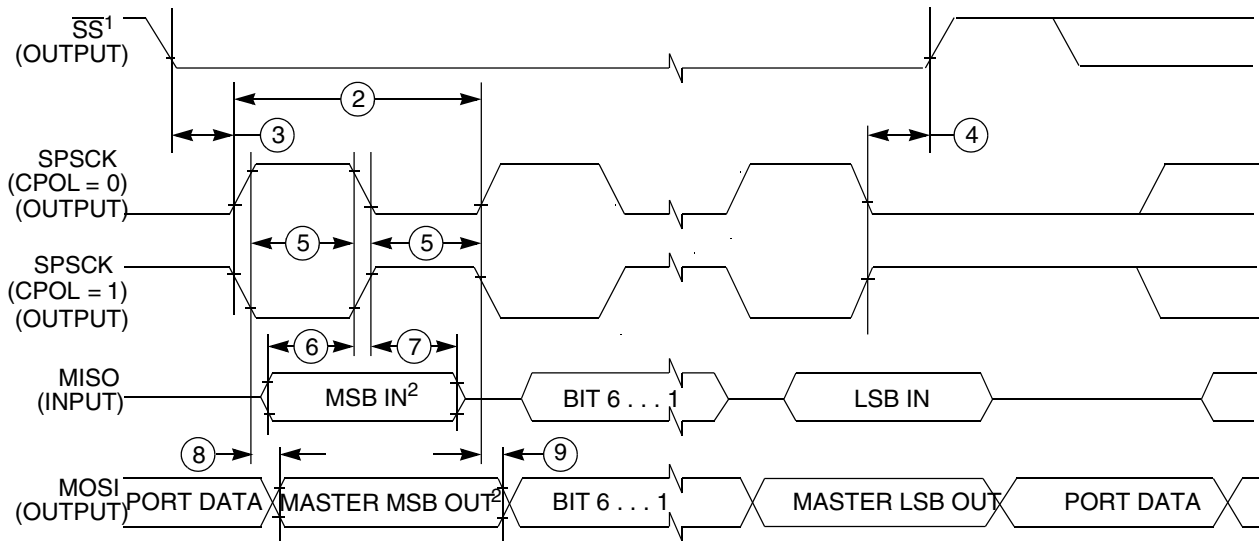 SS¹
(OUTPUT)
2
3
4
SPSCK
(CPOL = 0)
(OUTPUT)
5
5
SPSCK
(CPOL = 1)
(OUTPUT)
6
7
MISO
(INPUT)
MSB IN²
BIT 6 . . . 1
LSB IN
8
9
MOSI
(OUTPUT)
PORT DATA
MASTER MSB OUT²
BIT 6 . . . 1
MASTER LSB OUT
PORT DATA